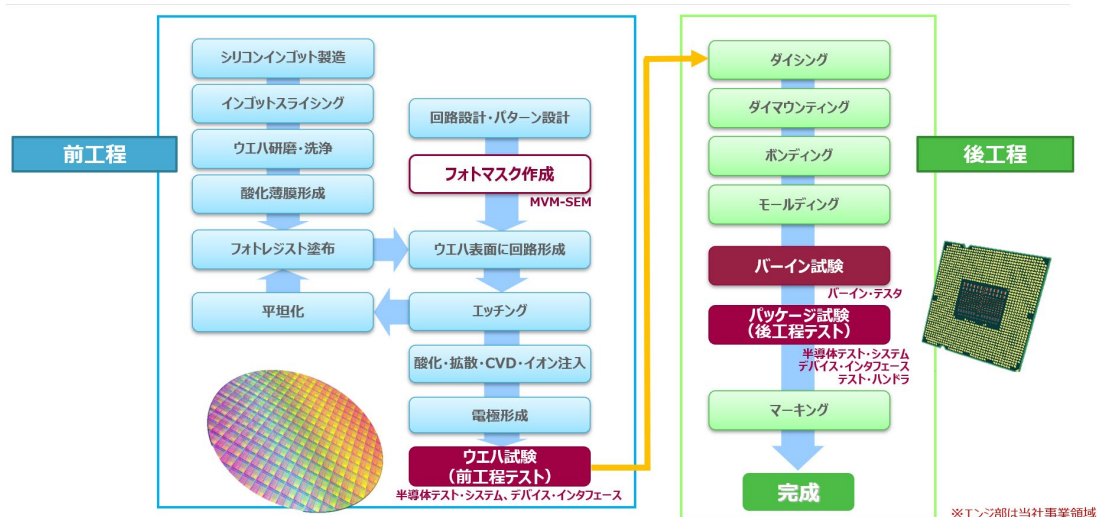 前工程
シリコンインゴット製造
インゴットスライシング
ウエハ研磨・洗浄
酸化薄膜形成
フォトレジスト塗布
平坦化
回路設計・パターン設計
フォトマスク作成
MVM-SEM
ウエハ表面に回路形成
エッチング
酸化・拡散・CVD・イオン注入
電極形成
ウエハ試験
(前工程テスト)
半導体テスト・システム、デバイス・インタフェース
後工程
ダイシング
ダイマウンティング
ボンディング
モールディング
バーイン試験
バーイン・テスタ
パッケージ試験
(後工程テスト)
半導体テスト・システム
デバイス・インタフェース
テスト・ハンドラ
マーキング
完成
※エンジ部は当社事業領域